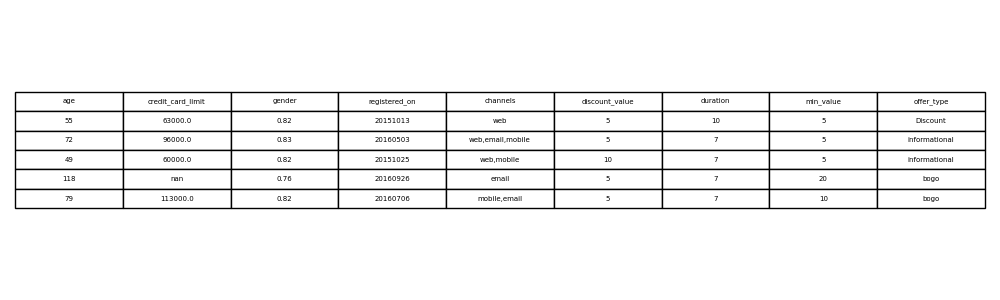 age credit_card_limit gender registered_on channels discount_value duration min_value offer_type
55 63000.0 0.82 20151013 web 5 10 5 Discount
72 96000.0 0.83 20160503 web,email,mobile 5 7 5 informational
49 60000.0 0.82 20151025 web,mobile 10 7 5 informational
118 nan 0.76 20160926 email 5 7 20 bogo
79 113000.0 0.82 20160706 mobile,email 5 7 10 bogo